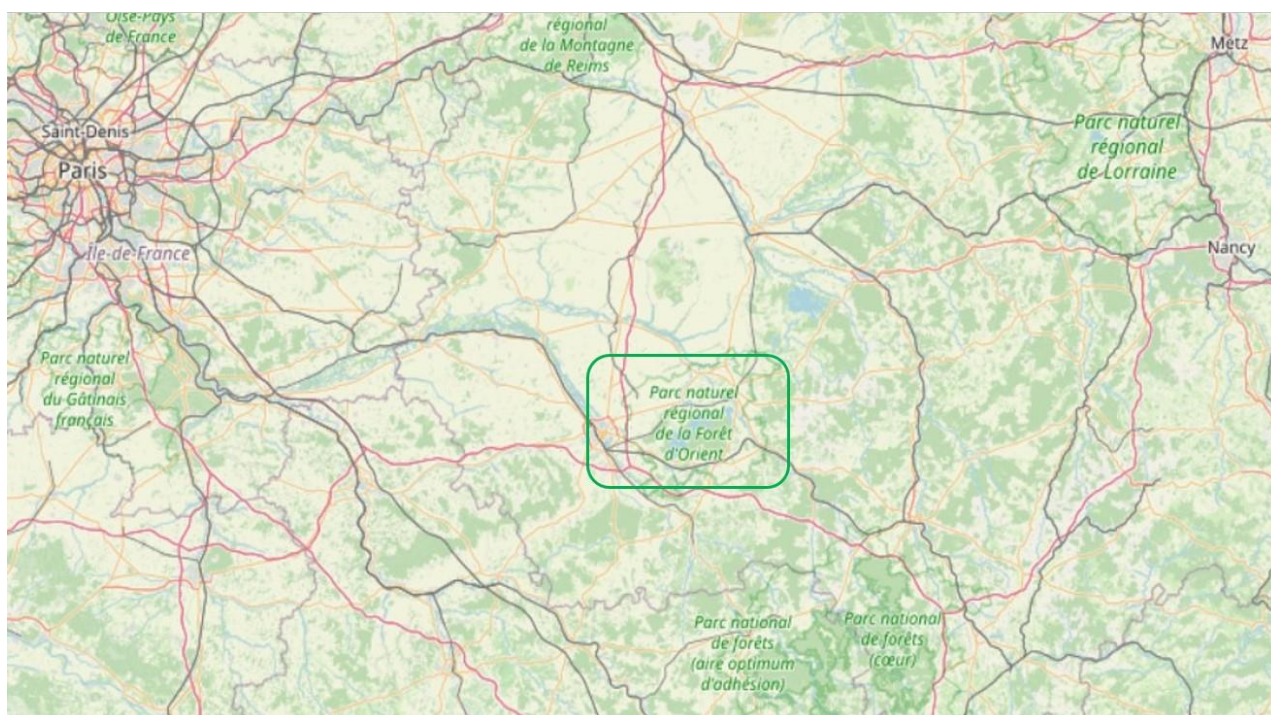 Oise-Pays
de France
régional
de la Montagne
de Reims
Metz
Saint-Denis
Paris
Parc naturel
régional
de Lorraine
Île-de-France
Nancy
Parc naturel
régional
du Gâtinais
français
Parc naturel
régional
de la Forêt
d'Orient
Parc national
de forêts
(aire optimum
d'adhésion)
Parc national
de forêts
(cœur)